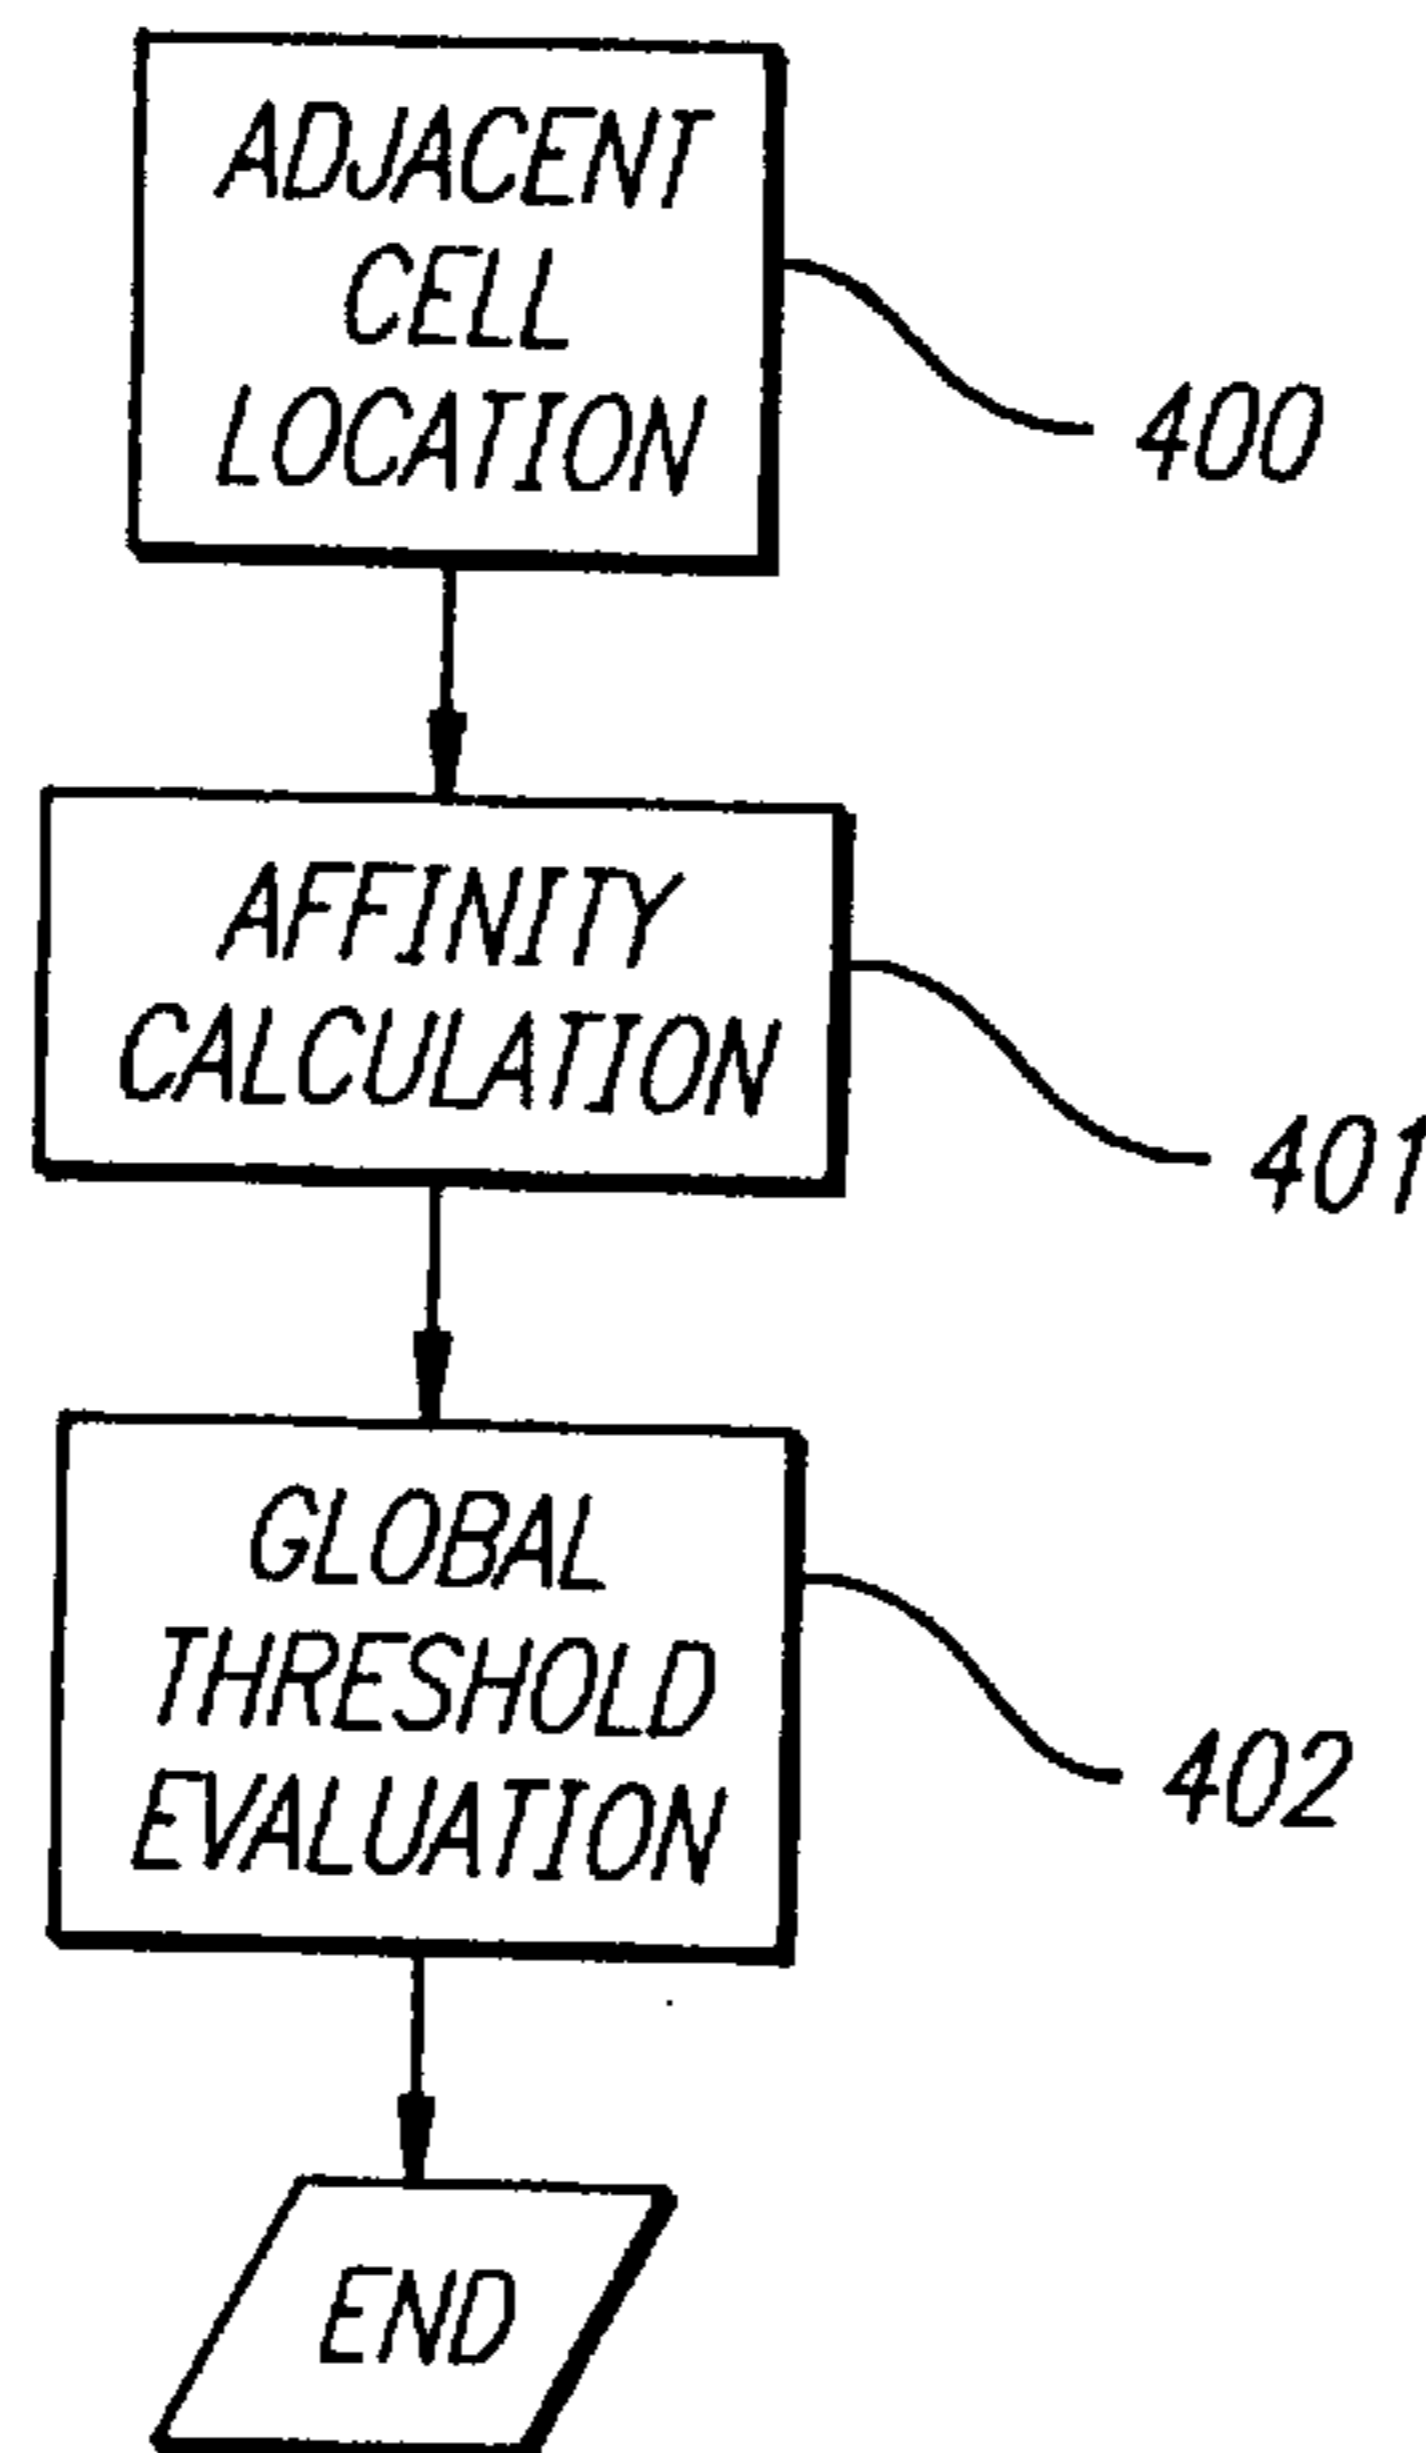 ADJACENT
CELL
LOCATION
400
AFFINITY
CALCULATION
401
GLOBAL
THRESHOLD
EVALUATION
402
END